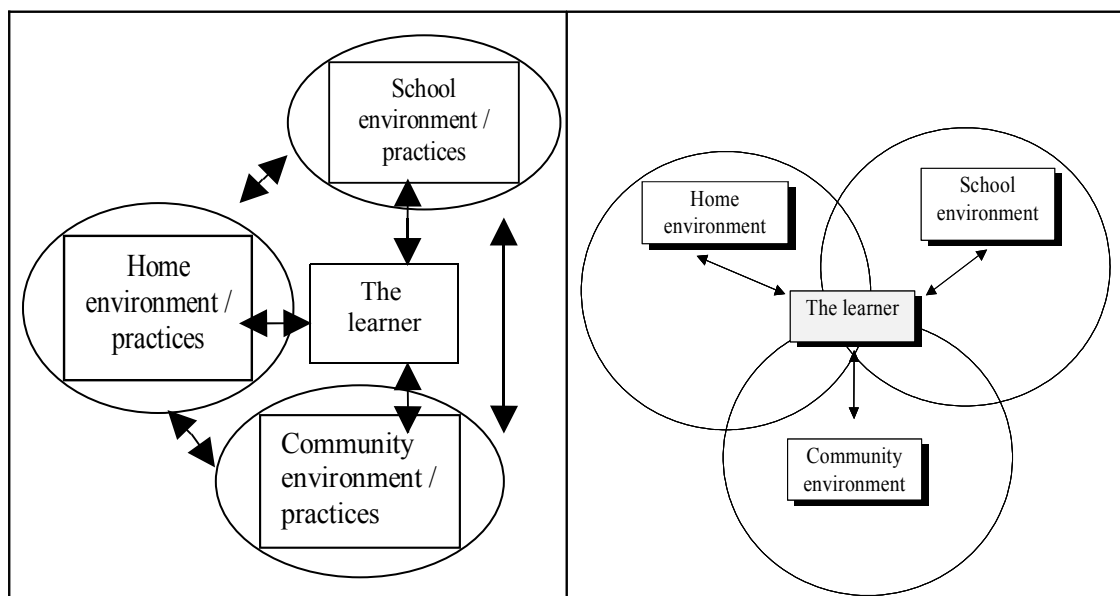 School
environment /
practices
Home
environment /
practices
The
learner
Community
environment /
practices
Home
environment
School
environment
The learner
Community
environment